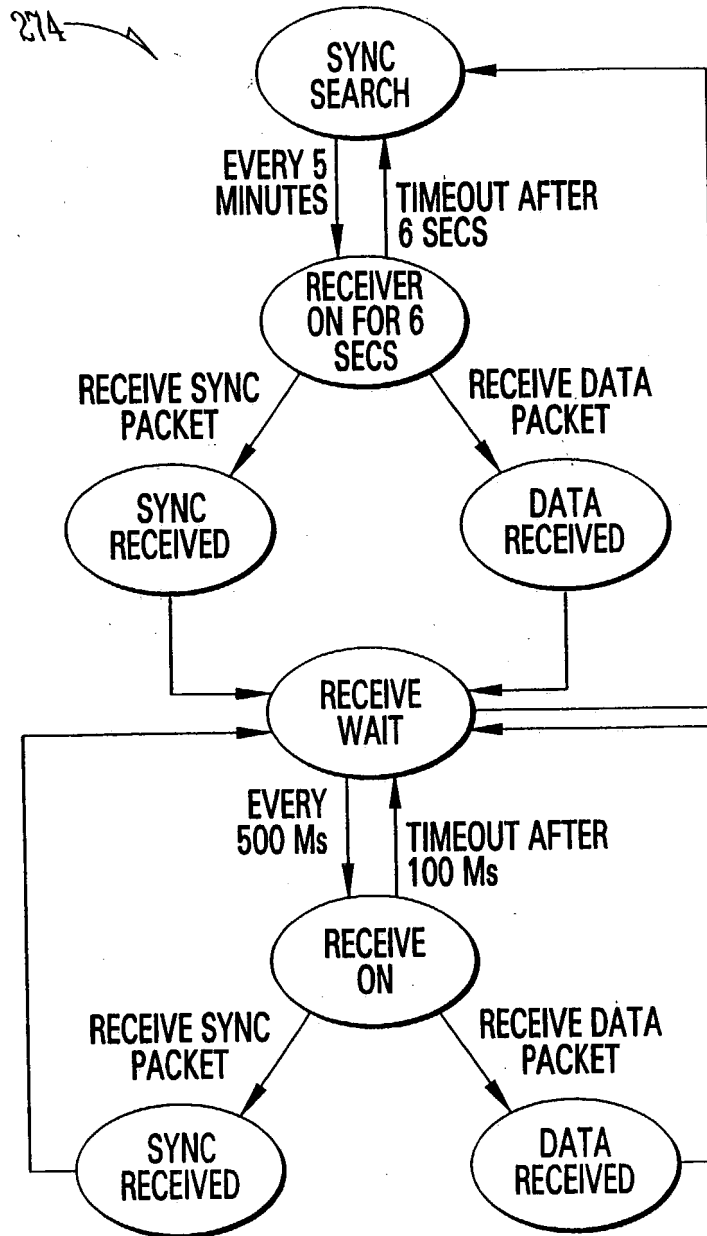 274
SYNC
SEARCH
EVERY 5
MINUTES
TIMEOUT AFTER
6 SECS
RECEIVER
ON FOR 6
SECS
RECEIVE SYNC
PACKET
RECEIVE DATA
PACKET
SYNC
RECEIVED
DATA
RECEIVED
RECEIVE
WAIT
EVERY
500 Ms
TIMEOUT AFTER
100 Ms
RECEIVE
ON
RECEIVE SYNC
PACKET
RECEIVE DATA
PACKET
SYNC
RECEIVED
DATA
RECEIVED